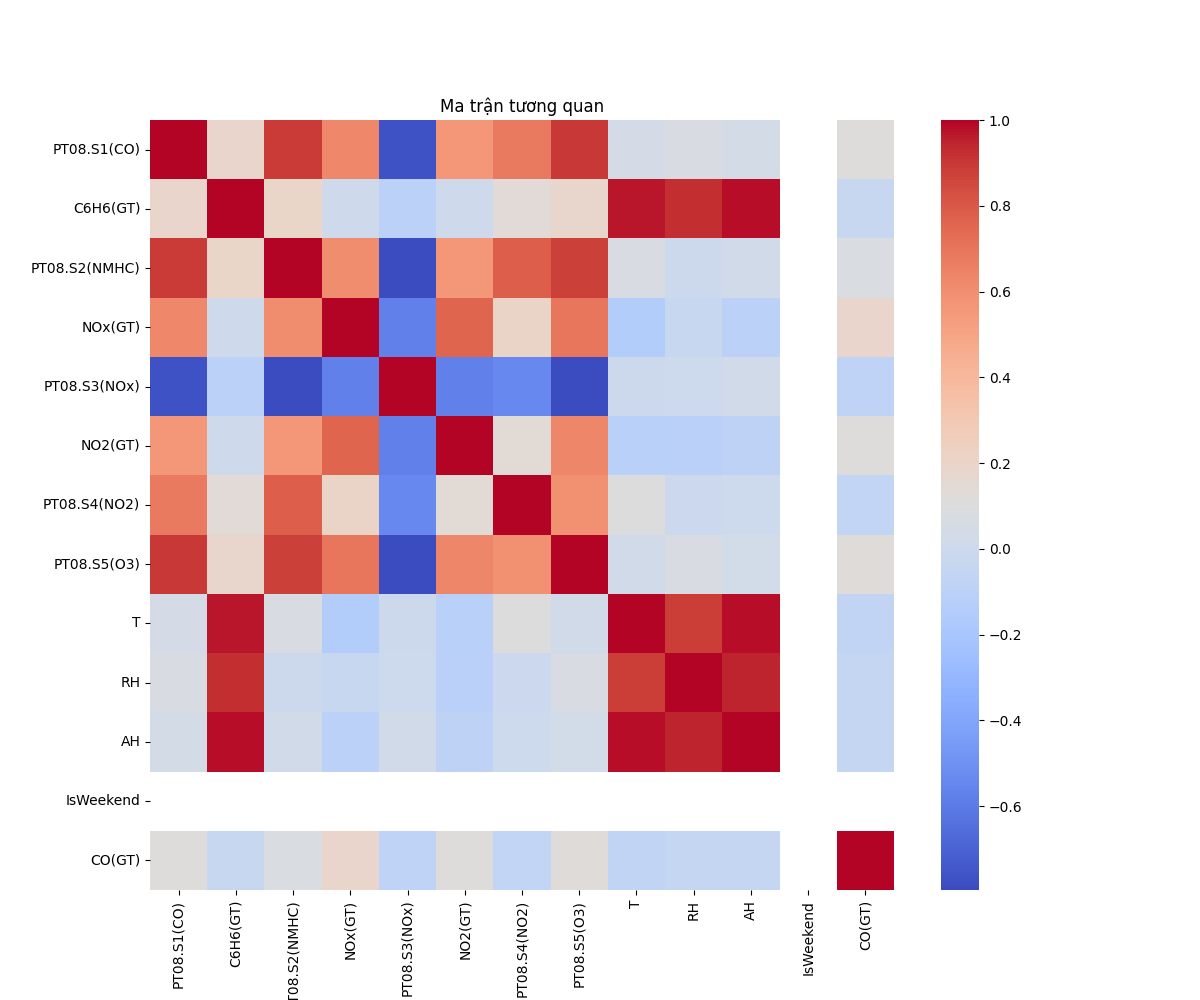 Ma trận tương quan
PT08.S1(CO)
C6H6(GT)
PT08.S2(NMHC)
NOx(GT)
PT08.S3(NOx)
NO2(GT)
PT08.S4(NO2)
PT08.S5(O3)
T
RH
AH
IsWeekend
CO(GT)
1.0
0.8
0.6
0.4
0.2
0.0
−0.2
−0.4
−0.6
PT08.S1(CO)
C6H6(GT)
T08.S2(NMHC)
NOx(GT)
PT08.S3(NOx)
NO2(GT)
PT08.S4(NO2)
PT08.S5(O3)
T
RH
AH
IsWeekend
CO(GT)